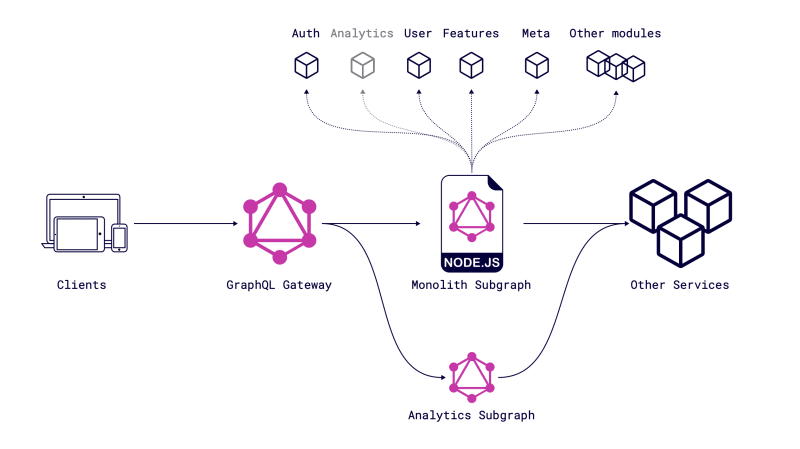 Auth Analytics User Features Meta Other modules
NODE.JS
Clients GraphQL Gateway Monolith Subgraph Other Services
Analytics Subgraph